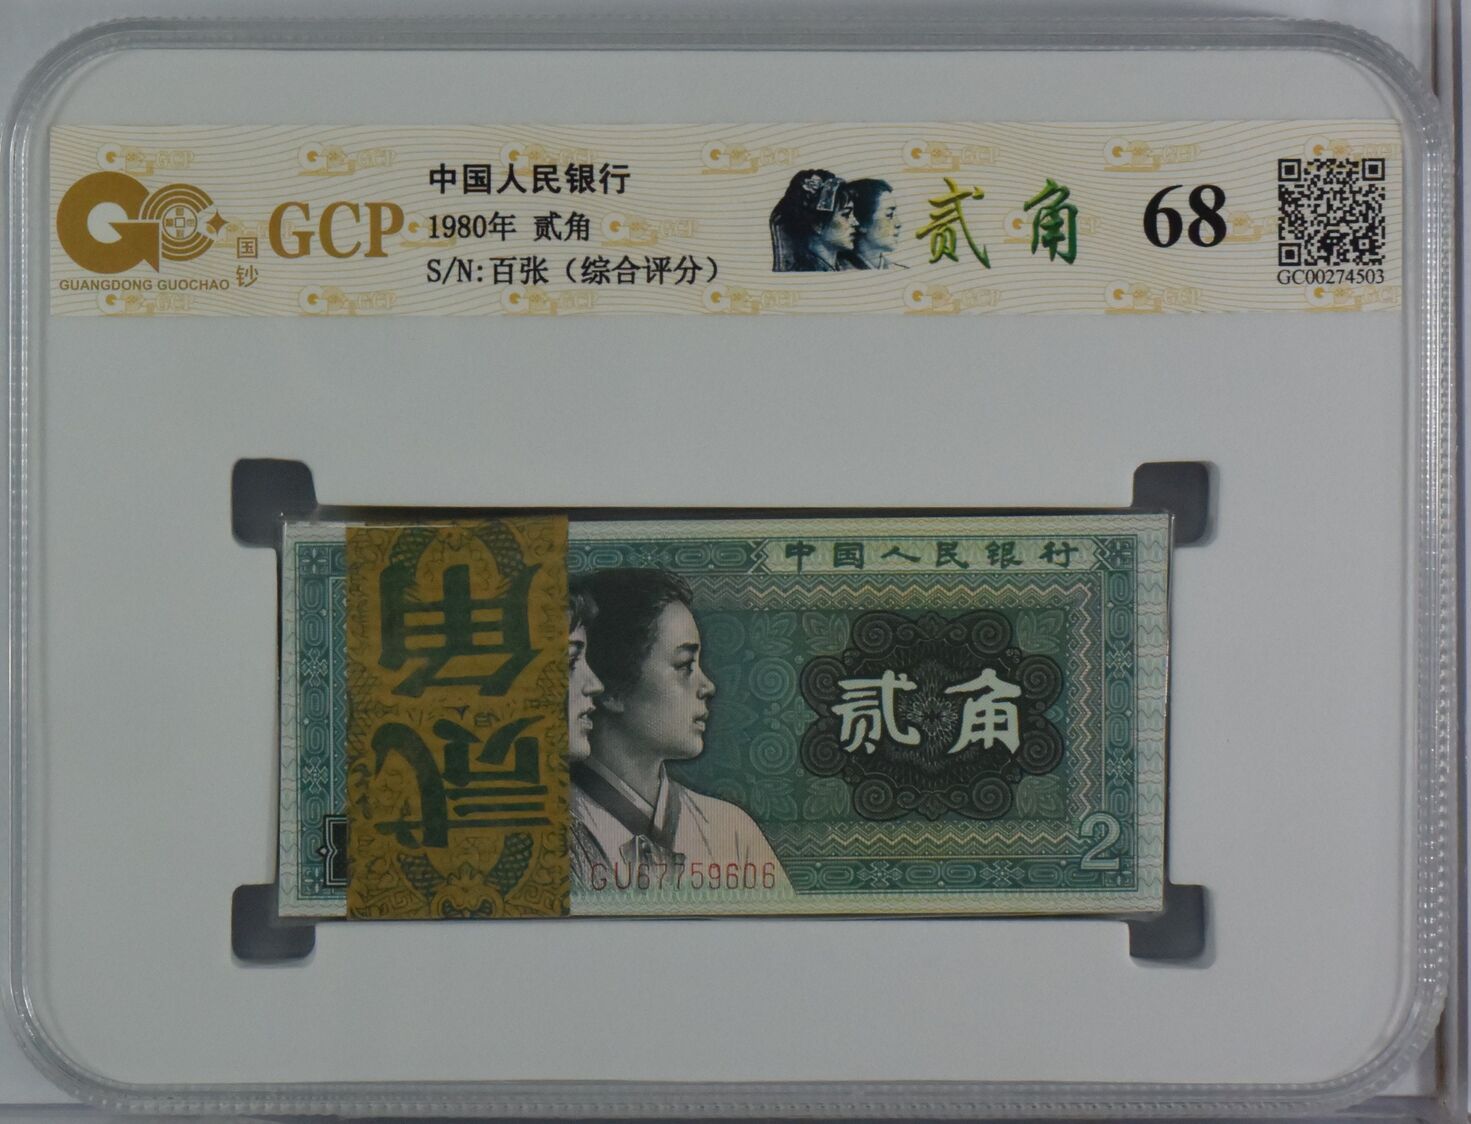 GUANGDONG GUOCHAO
国钞
GCP
中国人民银行
1980年 贰角
S/N:百张（综合评分）
贰角
68
GC00274503
中国人民银行
贰角
贰角
GU67759606
2